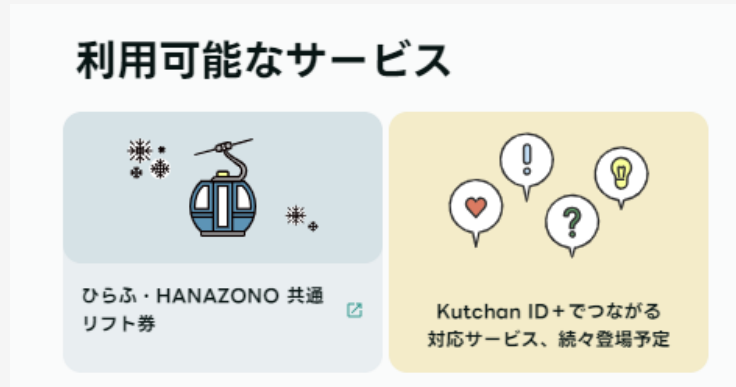 利用可能なサービス
ひらふ・HANAZONO 共通
リフト券
Kutchan ID+でつながる
対応サービス、続々登場予定